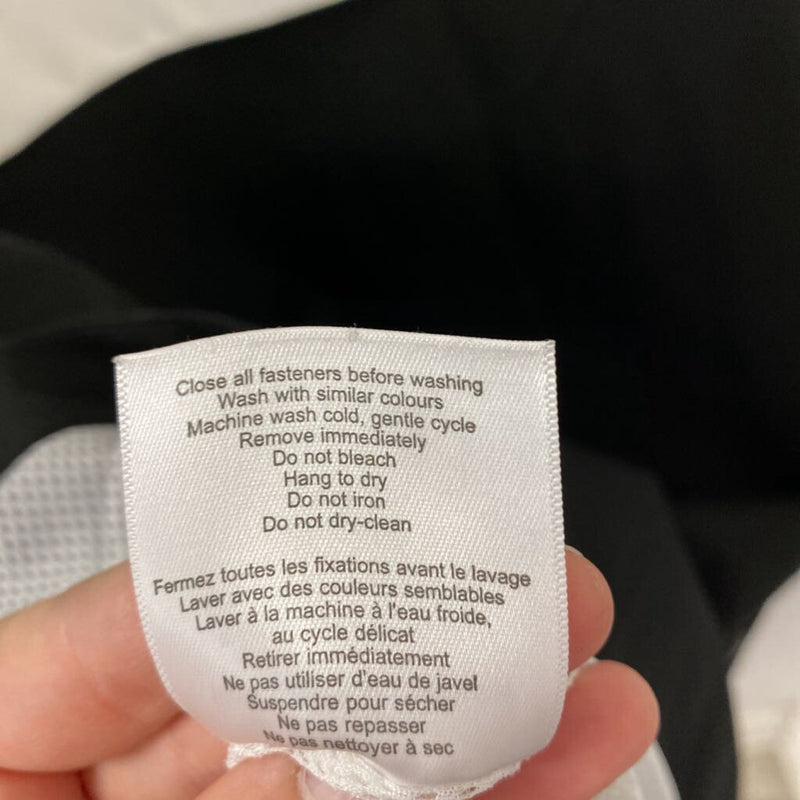 Close all fasteners before washing
Wash with similar colours
Machine wash cold, gentle cycle
Remove immediately
Do not bleach
Hang to dry
Do not iron
Do not dry-clean
Fermez toutes les fixations avant le lavage
Laver avec des couleurs semblables
Laver à la machine à l'eau froide,
au cycle délicat
Retirer immédiatement
Ne pas utiliser d'eau de javel
Suspendre pour sécher
Ne pas repasser
Ne pas nettoyer à sec